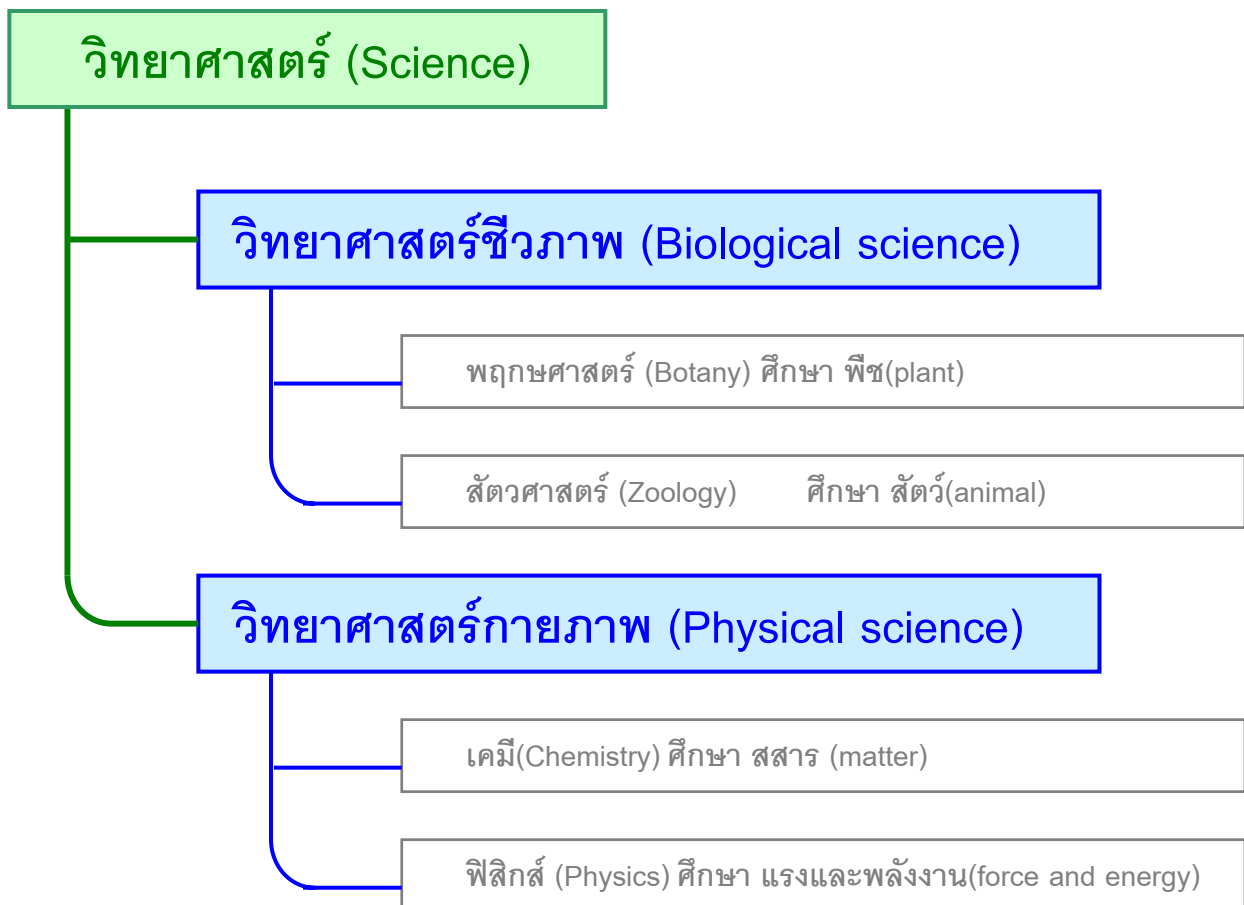 วิทยาศาสตร์ (Science)
วิทยาศาสตร์ชีวภาพ (Biological science)
พฤกษศาสตร์ (Botany) ศึกษา พืช(plant)
สัตวศาสตร์ (Zoology) ศึกษา สัตว์(animal)
วิทยาศาสตร์กายภาพ (Physical science)
เคมี(Chemistry) ศึกษา สสาร (matter)
ฟิสิกส์ (Physics) ศึกษา แรงและพลังงาน(force and energy)